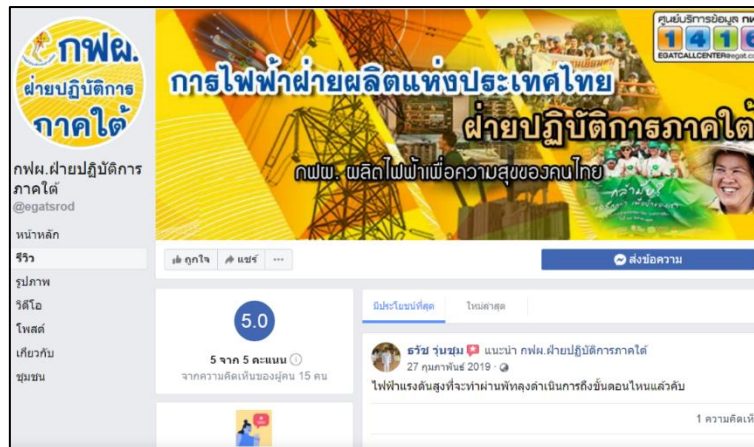 กฟผ.
ฝ่ายปฏิบัติการ
ภาคใต้
ศูนย์บริการข้อมูล
1416
EGATCALLCENTER@egat.co
การไฟฟ้าฝ่ายผลิตแห่งประเทศไทย
ฝ่ายปฏิบัติการภาคใต้
กฟผ. ผลิตไฟฟ้าเพื่อความสุขของคนไทย
กฟผ.ฝ่ายปฏิบัติการ
ภาคใต้
@egatsrod
หน้าหลัก
รีวิว
รูปภาพ
วิดีโอ
โพสต์
เกี่ยวกับ
ชุมชน
ถูกใจ แชร์ ...
ส่งข้อความ
5.0
5 จาก 5 คะแนน
จากความคิดเห็นของผู้คน 15 คน
มีประโยชน์ที่สุด ใหม่ล่าสุด
ธวัช รุ่นชุม แนะนำ กฟผ.ฝ่ายปฏิบัติการภาคใต้
27 กุมภาพันธ์ 2019 ·
ไฟฟ้าแรงดันสูงที่จะทำผ่านพัทลุงดำเนินการถึงขั้นตอนไหนแล้วคับ
1 ความคิดเห็